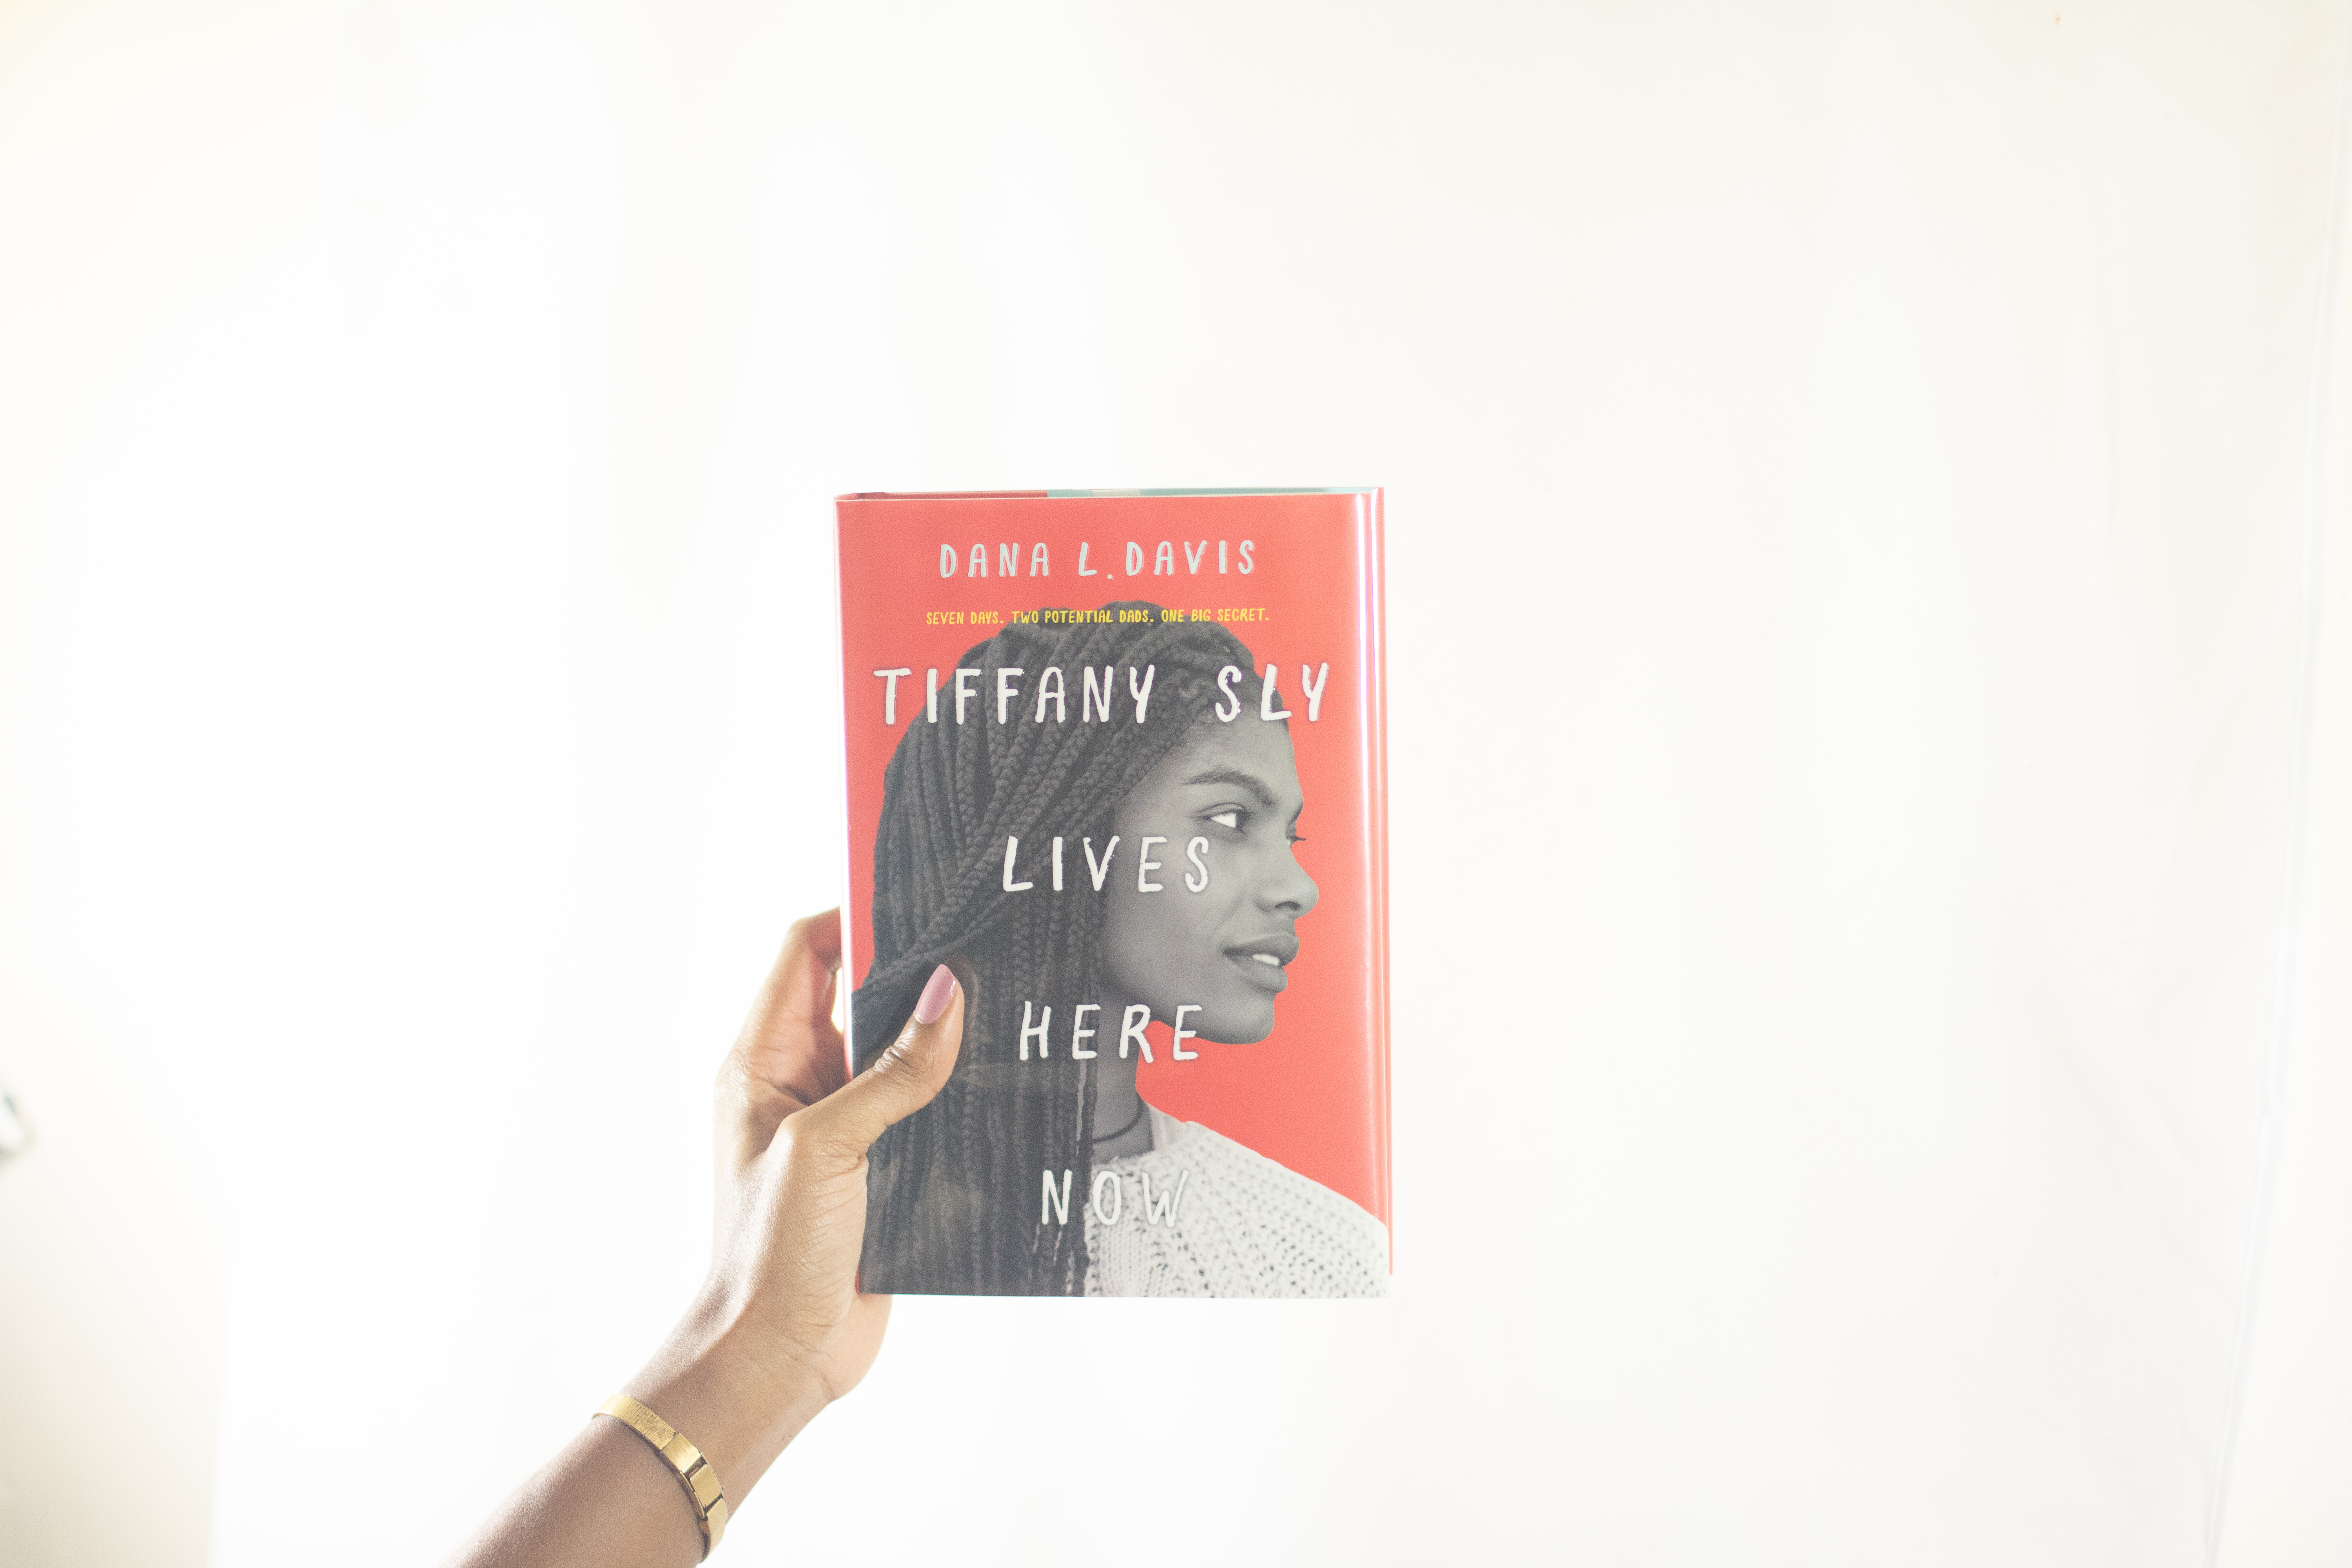 DANA L. DAVIS
SEVEN DAYS. TWO POTENTIAL DADS. ONE BIG SECRET.
TIFFANY SLY
LIVES
HERE
NOW